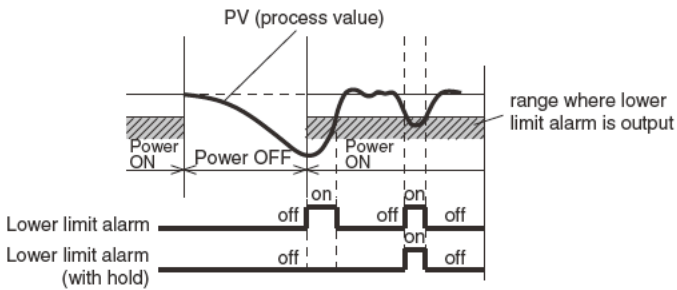 PV (process value)
range where lower
limit alarm is output
Power
ON
Power OFF
Power
ON
on
on
Lower limit alarm
off
off
off
on
Lower limit alarm
(with hold)
off
off